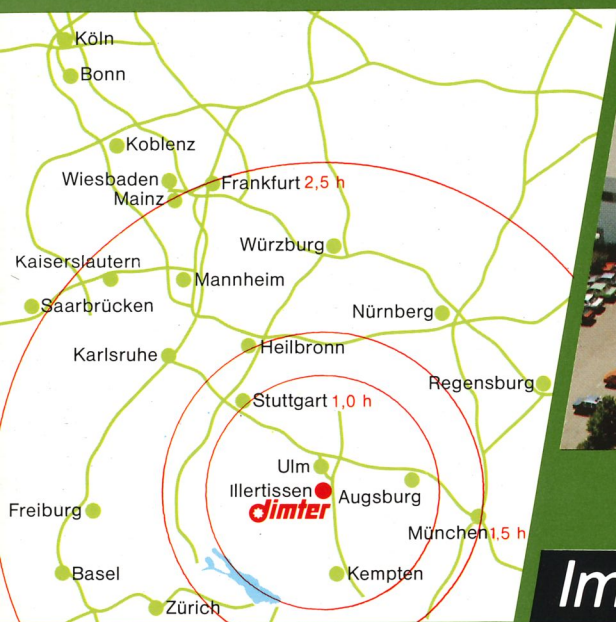 Köln
Bonn
Koblenz
Wiesbaden
Frankfurt 2,5 h
Mainz
Würzburg
Kaiserslautern
Mannheim
Saarbrücken
Nürnberg
Heilbronn
Karlsruhe
Regensburg
Stuttgart 1,0 h
Ulm
Illertissen
Augsburg
dimter
Freiburg
München 1,5 h
Basel
Kempten
Zürich
Im